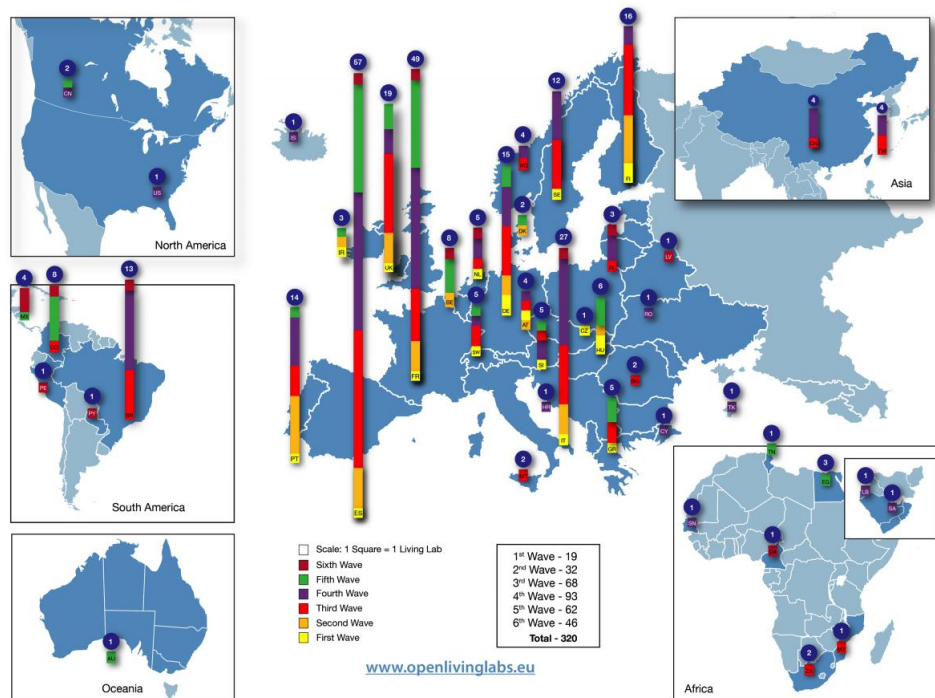 2
CN
1
US
North America
4
MX
8
CO
13
BR
1
PE
1
PY
South America
1
AU
Oceania
1
IS
57
ES
19
UK
49
FR
3
IR
14
PT
8
BE
5
NL
5
LW
15
DE
4
NO
2
DK
12
SE
16
FI
4
AT
5
SI
27
IT
1
CZ
6
HU
3
PL
1
LV
1
RO
2
1
HR
5
GR
1
CY
1
TK
2
MT
4
4
TW
Asia
1
TN
3
EG
1
SN
1
1
MZ
2
ZA
1
LB
1
SA
Africa
Scale: 1 Square = 1 Living Lab
Sixth Wave
Fifth Wave
Fourth Wave
Third Wave
Second Wave
First Wave
1st Wave - 19
2nd Wave - 32
3rd Wave - 68
4th Wave - 93
5th Wave - 62
6th Wave - 46
Total - 320
www.openlivinglabs.eu